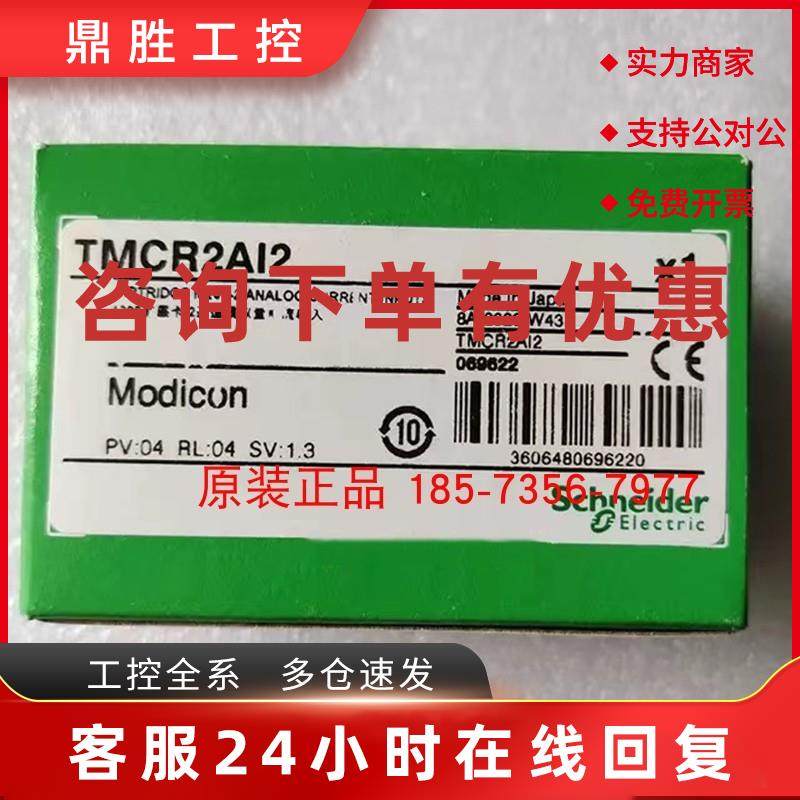 鼎胜工控
◆ 实力商家
◆ 支持公对公
◆ 免费开票
TMCR2AI2
x1
咨询下单有优惠
TMCR2AI2
069622
CE
Modicon
10
PV:04 RL:04 SV:1.3
3606480696220
原装正品 185-7356-7977
Schneider
Electric
工控全系 多仓速发
客服24小时在线回复